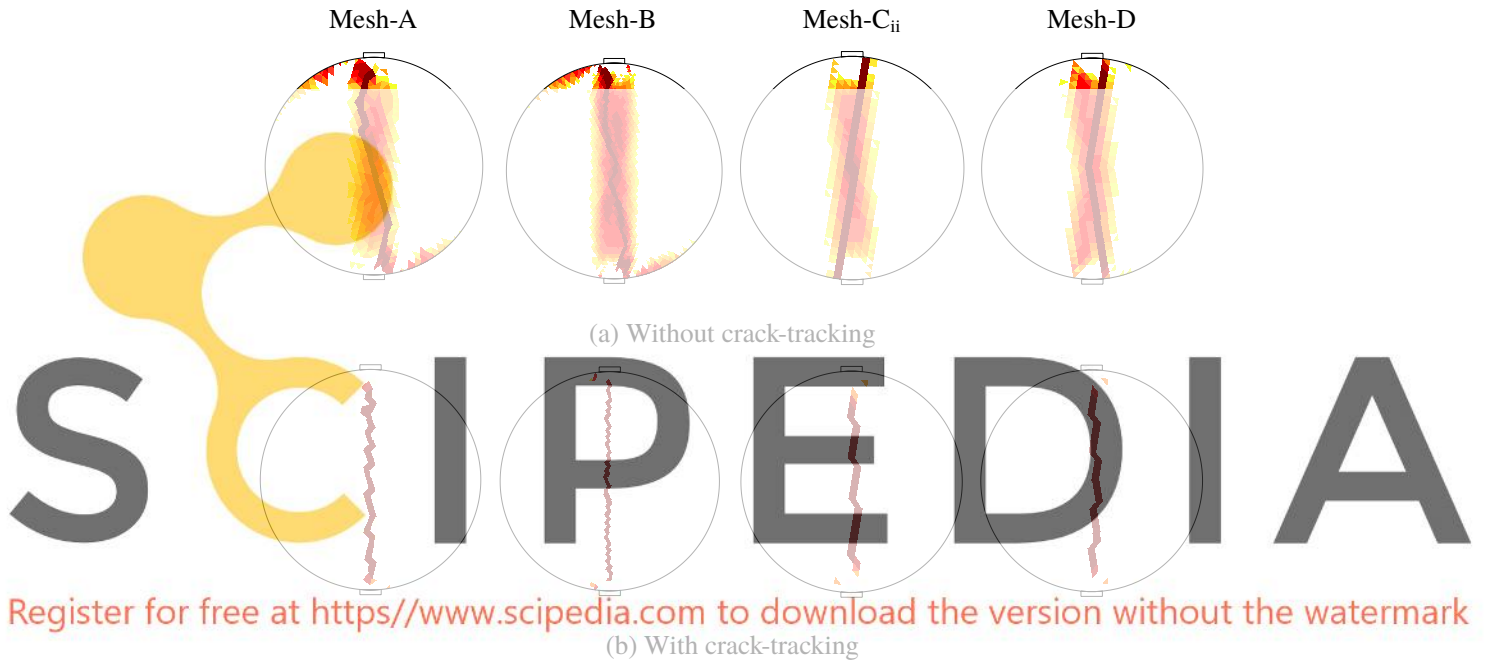 Mesh-A Mesh-B Mesh-Cii Mesh-D
(a) Without crack-tracking
SCIPEDIA
Register for free at https//www.scipedia.com to download the version without the watermark
(b) With crack-tracking